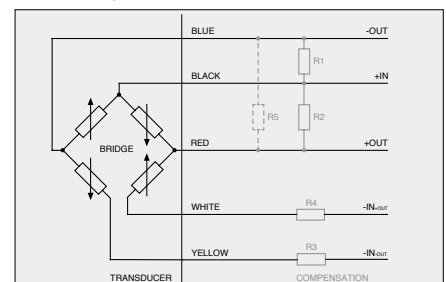 BLUE -OUT
R1
BLACK +IN
R5 R2
BRIDGE
RED +OUT
WHITE R4 -IN+OUT
YELLOW R3 -IN-OUT
TRANSDUCER COMPENSATION